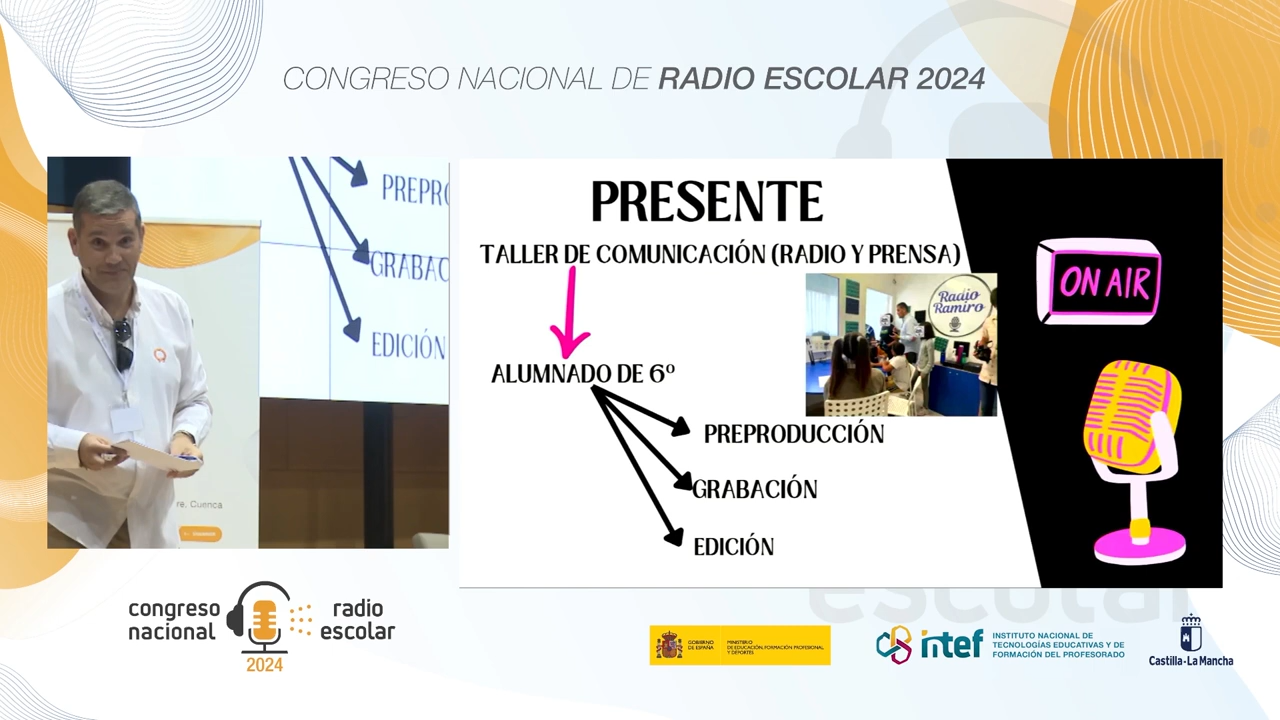 CONGRESO NACIONAL DE RADIO ESCOLAR 2024
PREPRO
GRABAC
EDICIÓN
re, Cuenca
PRESENTE
TALLER DE COMUNICACIÓN (RADIO Y PRENSA)
ON AIR
Radio
Ramiro
ALUMNADO DE 6º
PREPRODUCCIÓN
GRABACIÓN
EDICIÓN
escolar
congreso
nacional
radio
escolar
2024
GOBIERNO
DE ESPAÑA
MINISTERIO
DE EDUCACIÓN, FORMACIÓN PROFESIONAL
Y DEPORTES
intef
INSTITUTO NACIONAL DE
TECNOLOGÍAS EDUCATIVAS Y DE
FORMACIÓN DEL PROFESORADO
Castilla-La Mancha